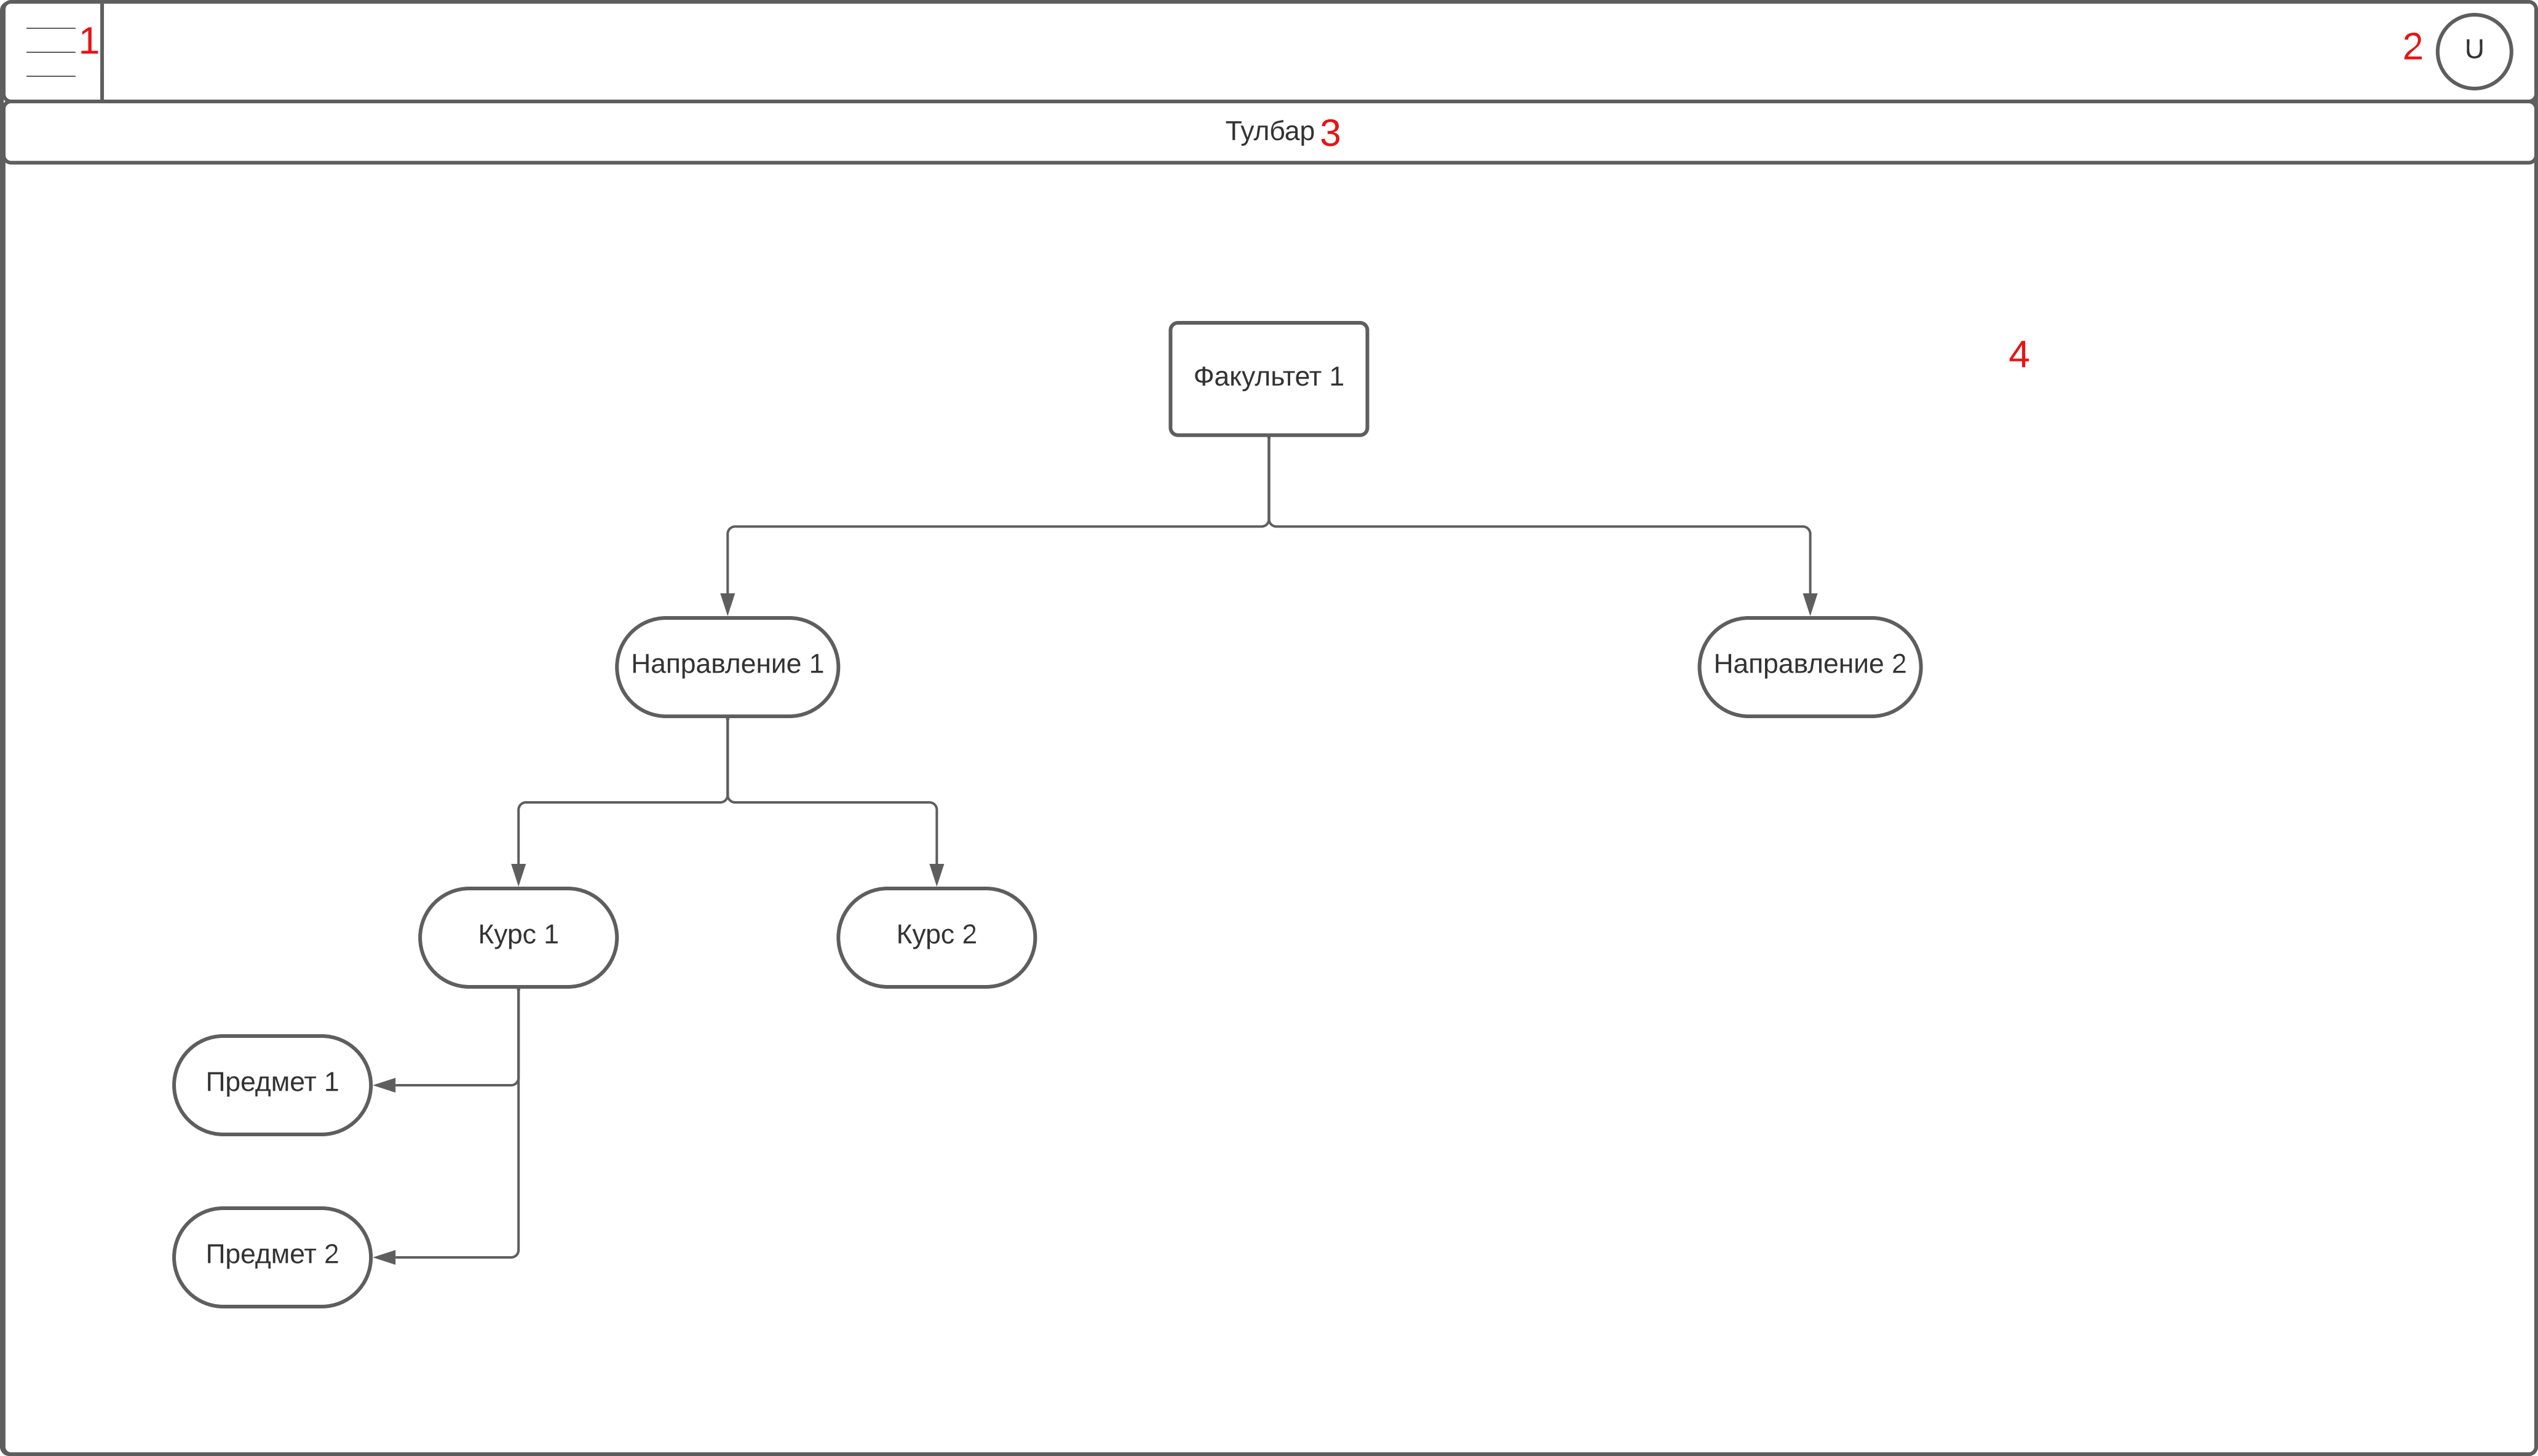 1
2
U
Тулбар 3
4
Факультет 1
Направление 1
Направление 2
Курс 1
Курс 2
Предмет 1
Предмет 2